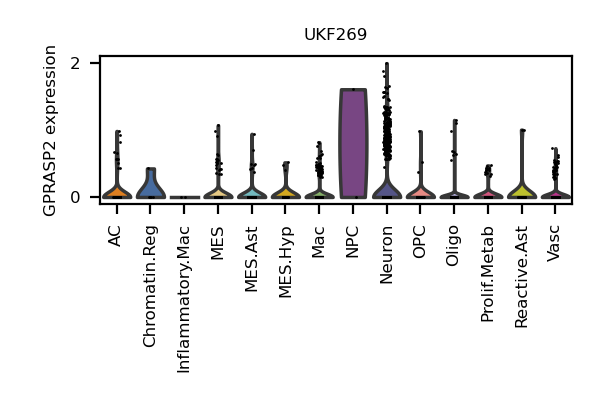 UKF269
GPRASP2 expression
2
0
AC
Chromatin.Reg
Inflammatory.Mac
MES
MES.Ast
MES.Hyp
Mac
NPC
Neuron
OPC
Oligo
Prolif.Metab
Reactive.Ast
Vasc